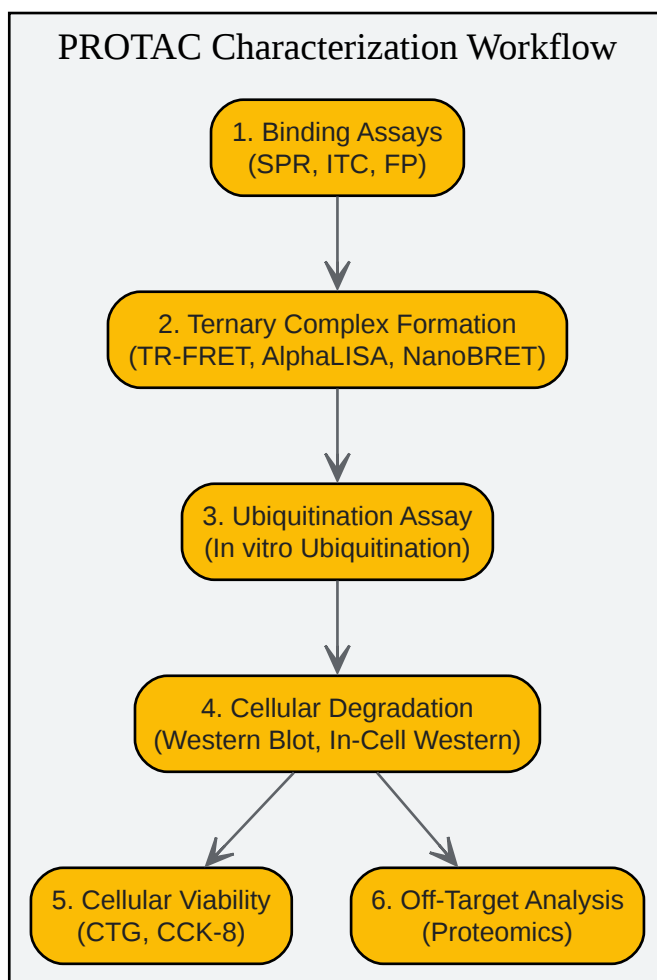 PROTAC Characterization Workflow
1. Binding Assays
(SPR, ITC, FP)
2. Ternary Complex Formation
(TR-FRET, AlphaLISA, NanoBRET)
3. Ubiquitination Assay
(In vitro Ubiquitination)
4. Cellular Degradation
(Western Blot, In-Cell Western)
5. Cellular Viability
(CTG, CCK-8)
6. Off-Target Analysis
(Proteomics)